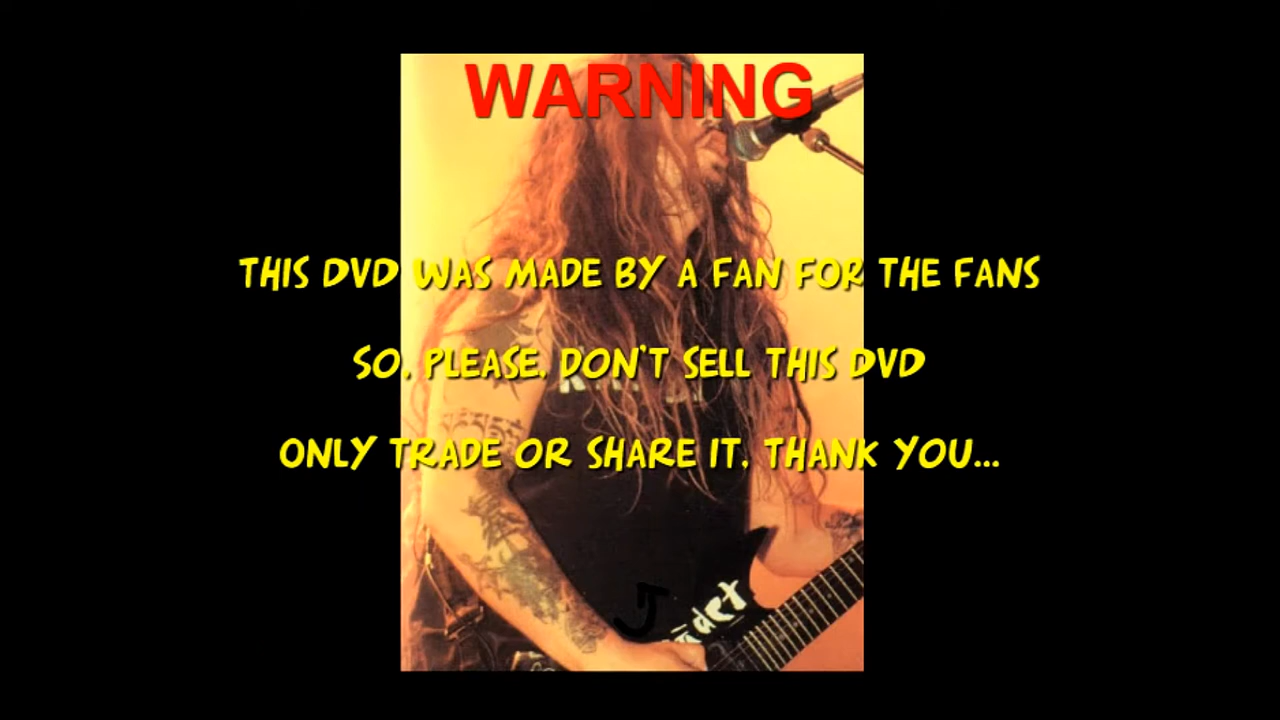 WARNING
THIS DVD WAS MADE BY A FAN FOR THE FANS
SO, PLEASE, DON'T SELL THIS DVD
ONLY TRADE OR SHARE IT, THANK YOU...